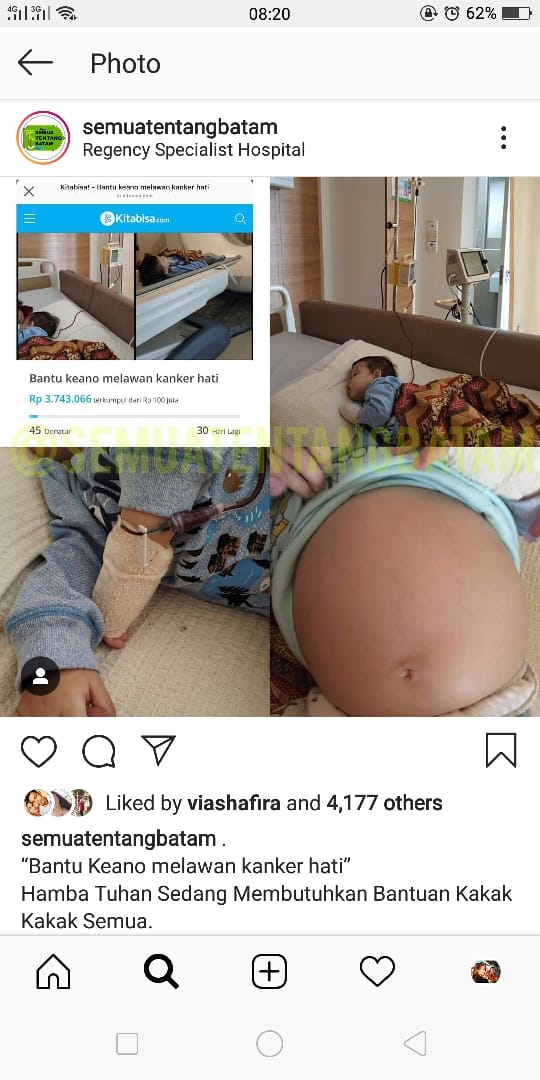 4G 3G 08:20 62%
Photo
SEMUA
TENTANG
BATAM
semuatentangbatam
Regency Specialist Hospital
Kitabisa! - Bantu keano melawan kanker hati
Kitabisa.com
Bantu keano melawan kanker hati
Rp 3.743.066 terkumpul dari Rp 100 juta
45 Donatur 30 Hari Lagi
@SEMUATENTANGBATAM
Liked by viashafira and 4,177 others
semuatentangbatam .
“Bantu Keano melawan kanker hati”
Hamba Tuhan Sedang Membutuhkan Bantuan Kakak
Kakak Semua.